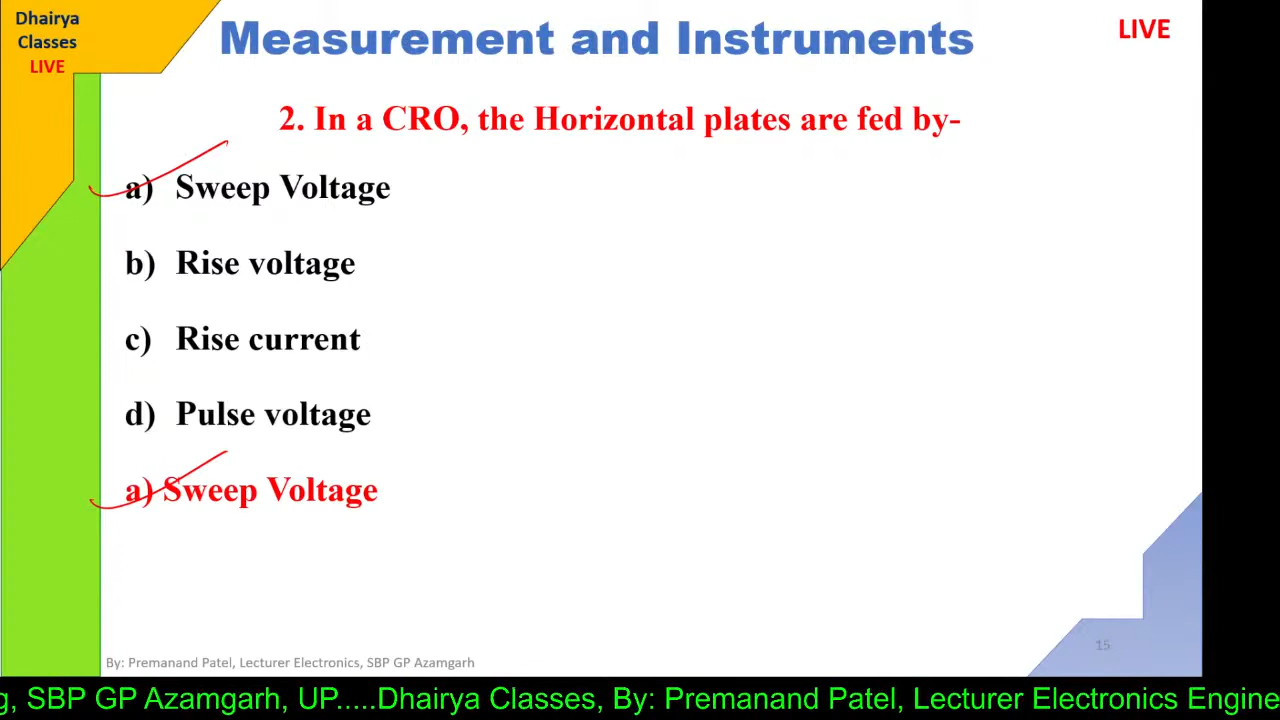 Dhairya
Classes
LIVE
Measurement and Instruments
LIVE
2. In a CRO, the Horizontal plates are fed by-
a) Sweep Voltage
b) Rise voltage
c) Rise current
d) Pulse voltage
a) Sweep Voltage
15
By: Premanand Patel, Lecturer Electronics, SBP GP Azamgarh
g, SBP GP Azamgarh, UP.....Dhairya Classes, By: Premanand Patel, Lecturer Electronics Engine